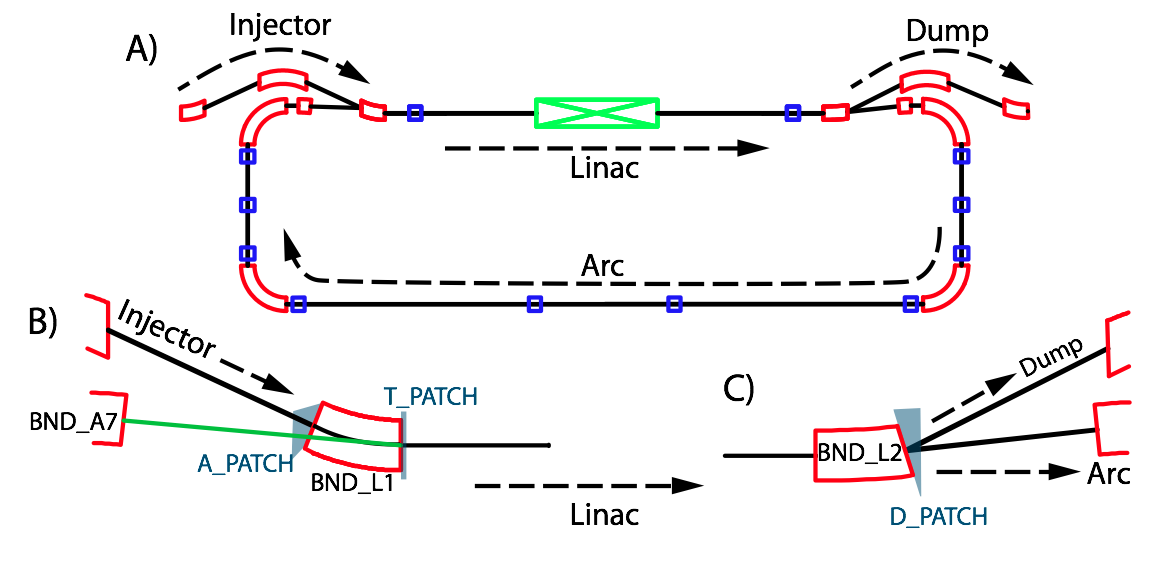 A)
Injector
Dump
Linac
Arc
B)
Injector
BND_A7
A_PATCH
T_PATCH
BND_L1
Linac
C)
Dump
BND_L2
Arc
D_PATCH